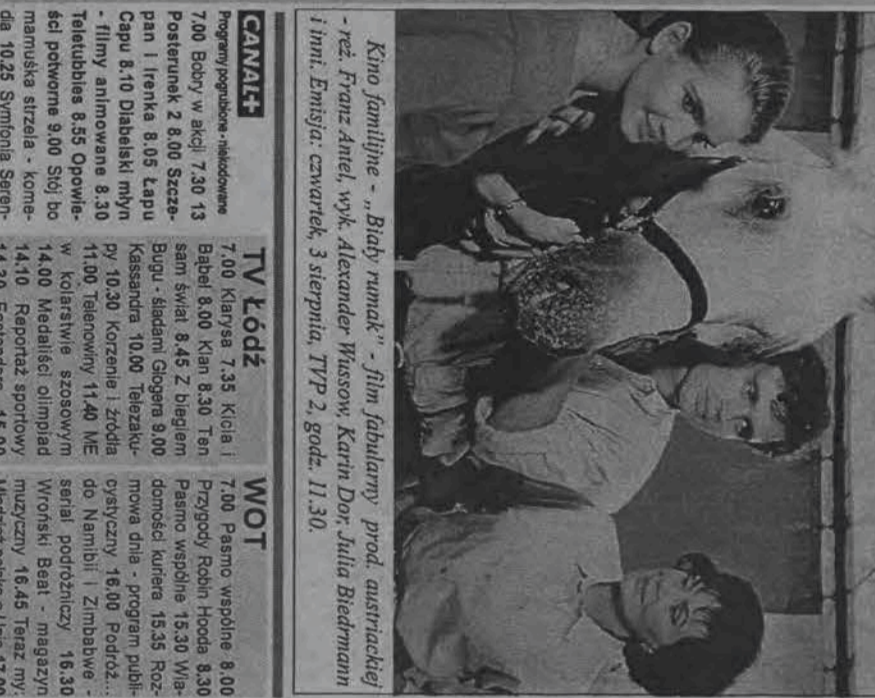 Kino familijne - „Biały rumak" - film fabularny prod. austriackiej
- reż. Franz Antel, wyk. Alexander Wussow, Karin Dor, Julia Biedrmann
i inni. Emisja: czwartek, 3 sierpnia, TVP 2, godz. 11.30.
CANAL+
Programy pogrubione - niekodowane
7.00 Bobry w akcji 7.30 13
Posterunek 2 8.00 Szcze-
pan i Irenka 8.05 Łapu
Capu 8.10 Diabelski młyn
- filmy animowane 8.30
Teletubbies 8.55 Opowie-
ści potworne 9.00 Stój bo
mamuśka strzela - kome-
dia 10.25 Symfonia Seren-
TV Łódź
7.00 Klarysa 7.35 Kicia i
Bąbel 8.00 Klan 8.30 Ten
sam świat 8.45 Z biegiem
Bugu - śladami Glogera 9.00
Kassandra 10.00 Telezaku-
py 10.30 Korzenie i źródła
11.00 Telenowiny 11.40 ME
w kolarstwie szosowym
14.00 Medaliści olimpiad
14.10 Reportaż sportowy
WOT
7.00 Pasmo wspólne 8.00
Przygody Robin Hooda 8.30
Pasmo wspólne 15.30 Wia-
domości kuriera 15.35 Roz-
mowa dnia - program publi-
cystyczny 16.00 Podróż...
do Namibii i Zimbabwe -
serial podróżniczy 16.30
Wroński Beat - magazyn
muzyczny 16.45 Teraz my;